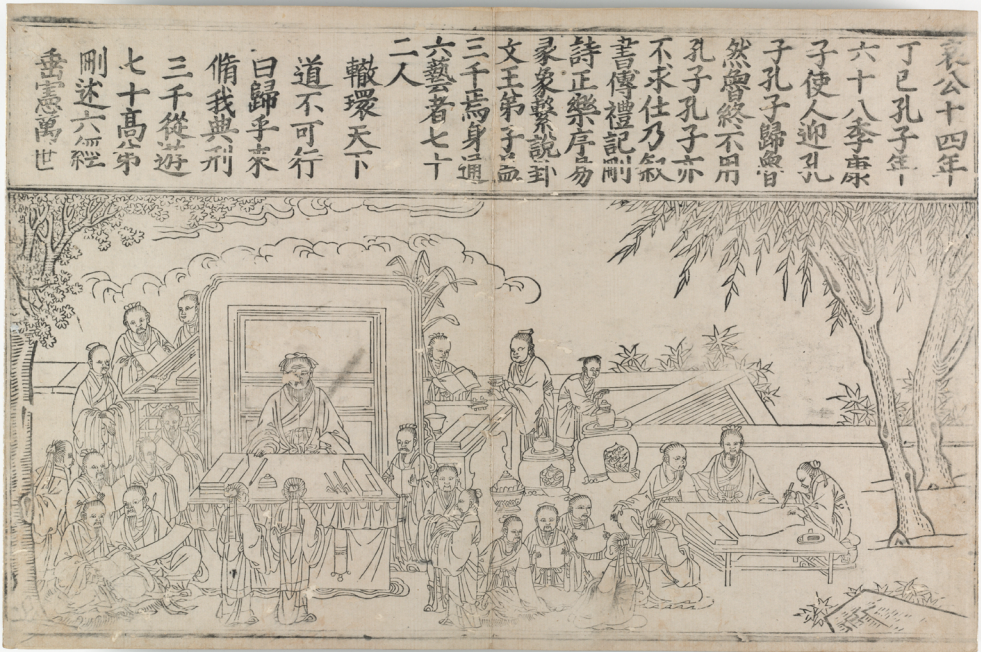 哀公十四年
丁巳孔子年
六十八季康
子使人迎孔
子孔子歸魯
然魯終不用
孔子孔子亦
不求仕乃叙
書傳禮記刪
詩正樂序易
彖象繫說卦
文王弟子葢
三千焉身通
六藝者七十
二人
轍環天下
道不可行
曰歸乎来
脩我典刑
三千從遊
七十高弟
刪述六經
垂憲萬世